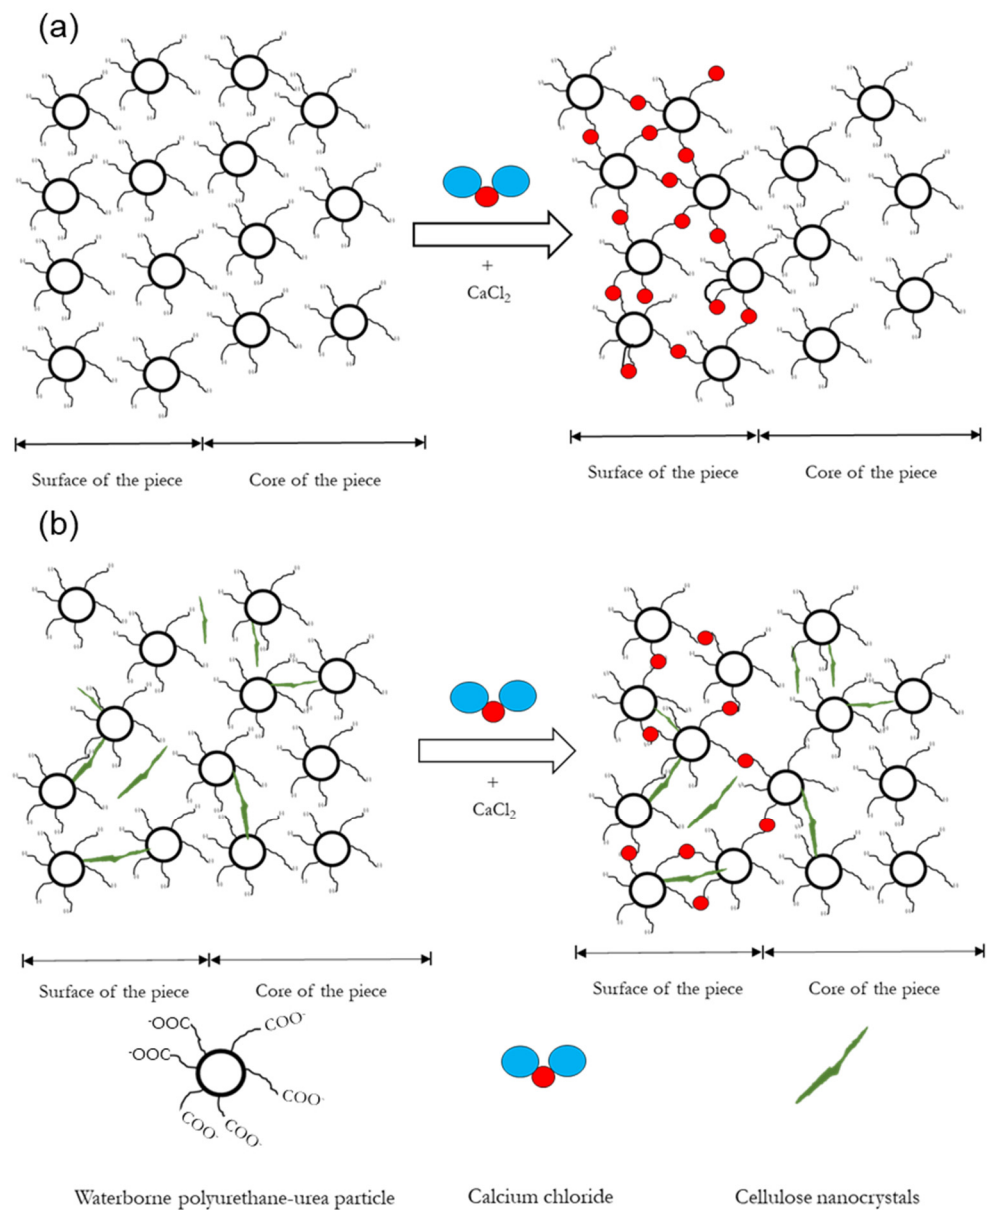 (a)
+
CaCl₂
Surface of the piece
Core of the piece
Surface of the piece
Core of the piece
(b)
+
CaCl₂
Surface of the piece
Core of the piece
Surface of the piece
Core of the piece
⁻OOC
COO⁻
⁻OOC
COO⁻
COO⁻
COO⁻
Waterborne polyurethane-urea particle
Calcium chloride
Cellulose nanocrystals